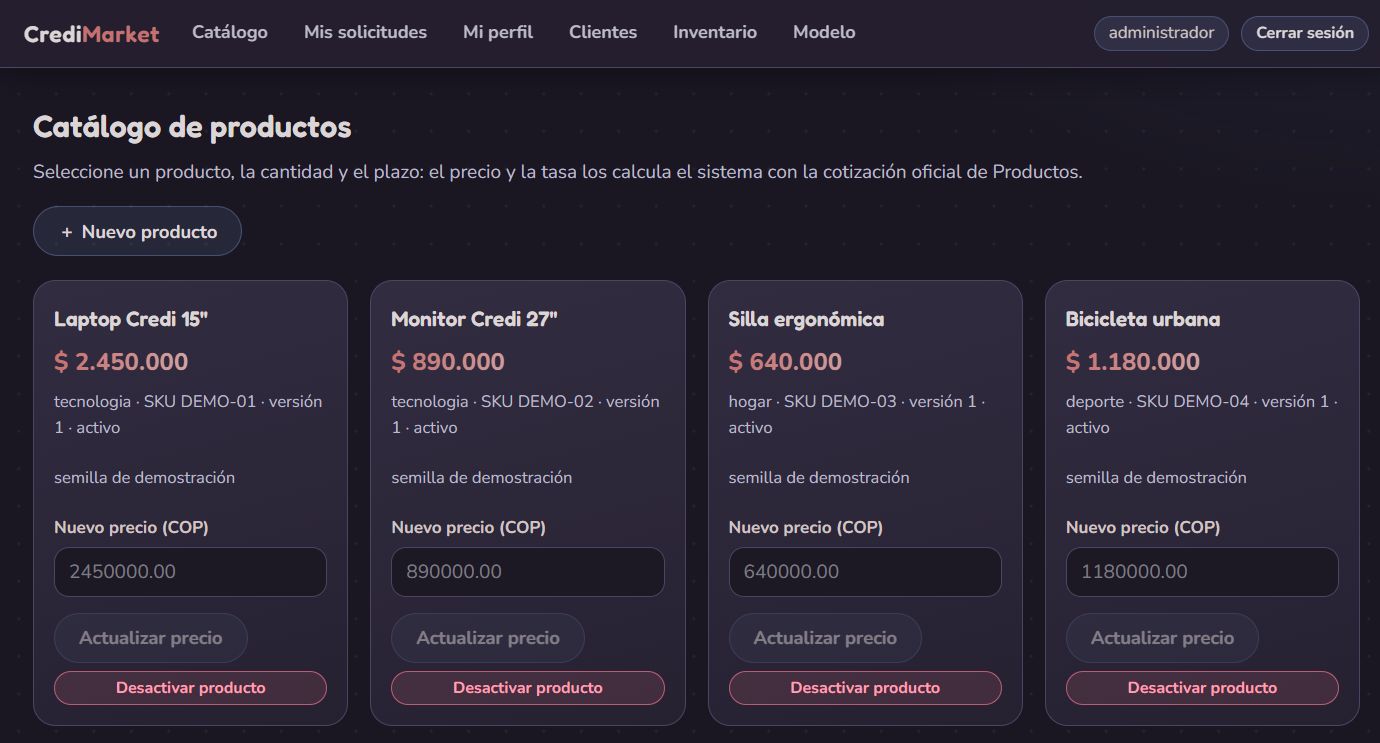 CrediMarket Catálogo Mis solicitudes Mi perfil Clientes Inventario Modelo administrador Cerrar sesión
Catálogo de productos
Seleccione un producto, la cantidad y el plazo: el precio y la tasa los calcula el sistema con la cotización oficial de Productos.
+ Nuevo producto
Laptop Credi 15"
$ 2.450.000
tecnologia · SKU DEMO-01 · versión
1 · activo
semilla de demostración
Nuevo precio (COP)
2450000.00
Actualizar precio
Desactivar producto
Monitor Credi 27"
$ 890.000
tecnologia · SKU DEMO-02 · versión
1 · activo
semilla de demostración
Nuevo precio (COP)
890000.00
Actualizar precio
Desactivar producto
Silla ergonómica
$ 640.000
hogar · SKU DEMO-03 · versión 1 ·
activo
semilla de demostración
Nuevo precio (COP)
640000.00
Actualizar precio
Desactivar producto
Bicicleta urbana
$ 1.180.000
deporte · SKU DEMO-04 · versión 1 ·
activo
semilla de demostración
Nuevo precio (COP)
1180000.00
Actualizar precio
Desactivar producto